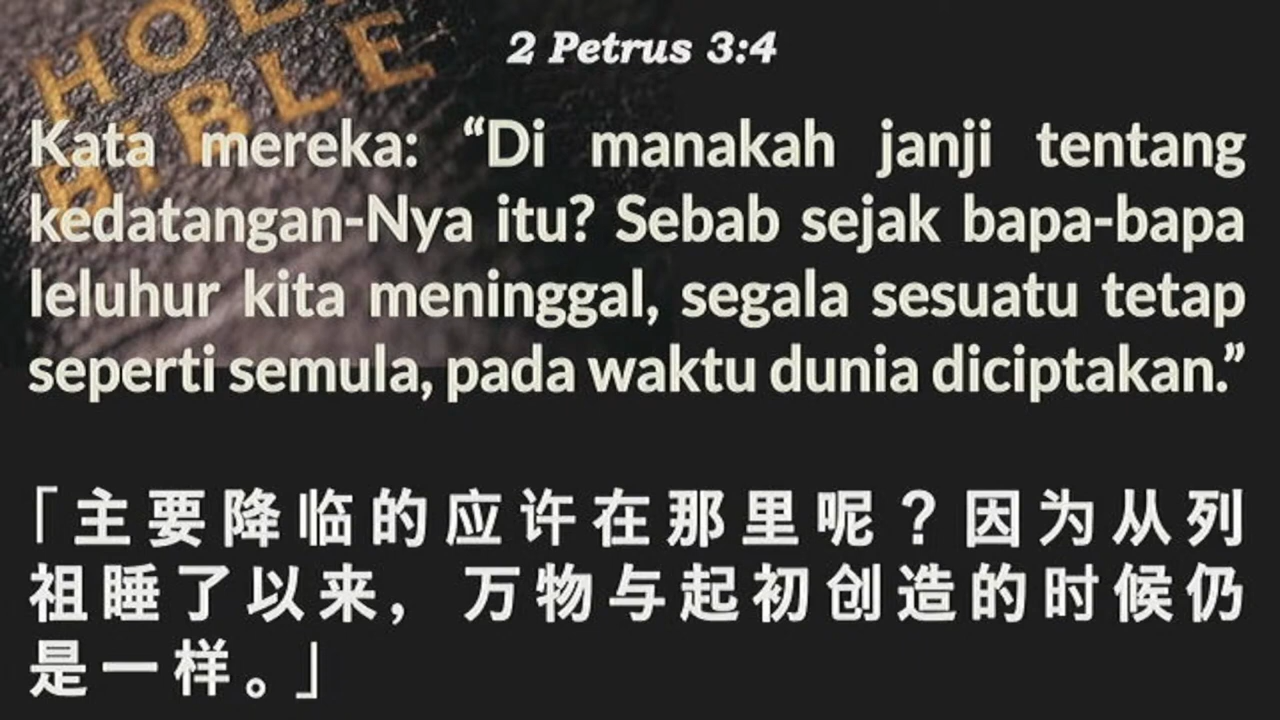 HOLY
BIBLE
2 Petrus 3:4
Kata mereka: “Di manakah janji tentang
kedatangan-Nya itu? Sebab sejak bapa-bapa
leluhur kita meninggal, segala sesuatu tetap
seperti semula, pada waktu dunia diciptakan.”
「主要降临的应许在那里呢？因为从列
祖睡了以来，万物与起初创造的时候仍
是一样。」